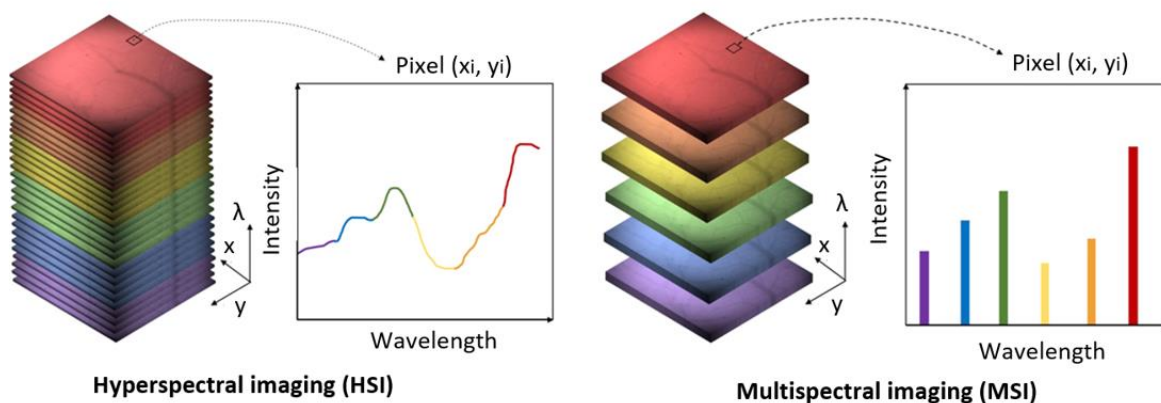 Pixel (xi, yi)
Intensity
Wavelength
λ
x
y
Hyperspectral imaging (HSI)
Pixel (xi, yi)
Intensity
Wavelength
λ
x
y
Multispectral imaging (MSI)